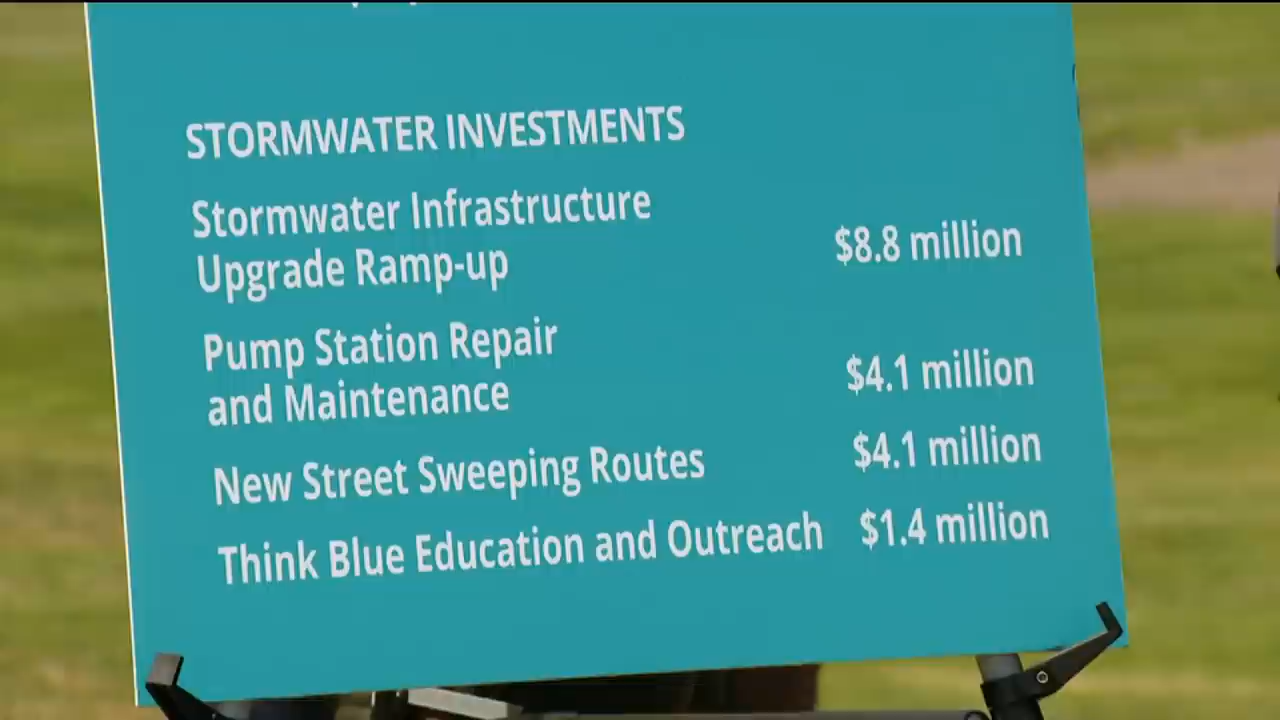 STORMWATER INVESTMENTS
Stormwater Infrastructure
Upgrade Ramp-up $8.8 million
Pump Station Repair
and Maintenance $4.1 million
New Street Sweeping Routes $4.1 million
Think Blue Education and Outreach $1.4 million